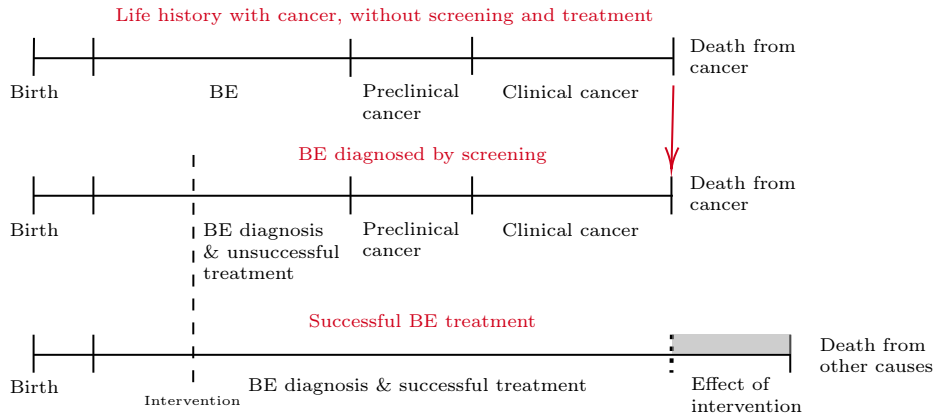 Life history with cancer, without screening and treatment
Death from
cancer
Birth
BE
Preclinical
cancer
Clinical cancer
BE diagnosed by screening
Death from
cancer
Birth
BE diagnosis
& unsuccessful
treatment
Preclinical
cancer
Clinical cancer
Successful BE treatment
Death from
other causes
Birth
Intervention
BE diagnosis & successful treatment
Effect of
intervention